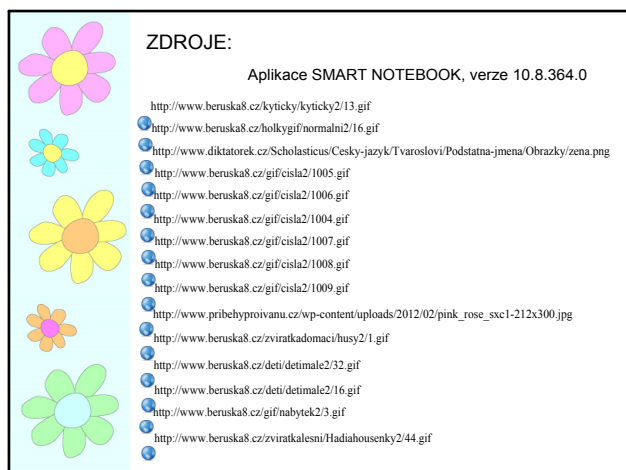 ZDROJE:
Aplikace SMART NOTEBOOK, verze 10.8.364.0
http://www.beruska8.cz/kyticky/kyticky2/13.gif
http://www.beruska8.cz/holkygif/normalni2/16.gif
http://www.diktatorek.cz/Scholasticus/Cesky-jazyk/Tvaroslovi/Podstatna-jmena/Obrazky/zena.png
http://www.beruska8.cz/gif/cisla2/1005.gif
http://www.beruska8.cz/gif/cisla2/1006.gif
http://www.beruska8.cz/gif/cisla2/1004.gif
http://www.beruska8.cz/gif/cisla2/1007.gif
http://www.beruska8.cz/gif/cisla2/1008.gif
http://www.beruska8.cz/gif/cisla2/1009.gif
http://www.pribehyproivanu.cz/wp-content/uploads/2012/02/pink_rose_sxc1-212x300.jpg
http://www.beruska8.cz/zviratkadomaci/husy2/1.gif
http://www.beruska8.cz/deti/detimale2/32.gif
http://www.beruska8.cz/deti/detimale2/16.gif
http://www.beruska8.cz/gif/nabytek2/3.gif
http://www.beruska8.cz/zviratkalesni/Hadiahousenky2/44.gif